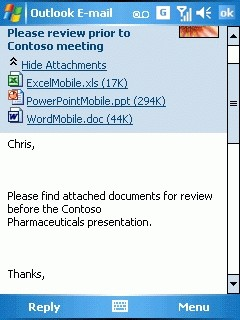 Outlook E-mail
ok
Please review prior to
Contoso meeting
Hide Attachments
ExcelMobile.xls (17K)
PowerPointMobile.ppt (294K)
WordMobile.doc (44K)
Chris,
Please find attached documents for review
before the Contoso
Pharmaceuticals presentation.
Thanks,
Reply
Menu